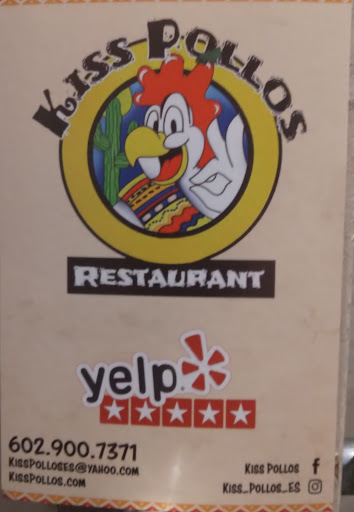 KISS POLLOS
RESTAURANT
yelp
602.900.7371
KISSPOLLOSES@YAHOO.COM
KISSPOLLOS.COM
KISS POLLOS f
KISS_POLLOS_ES